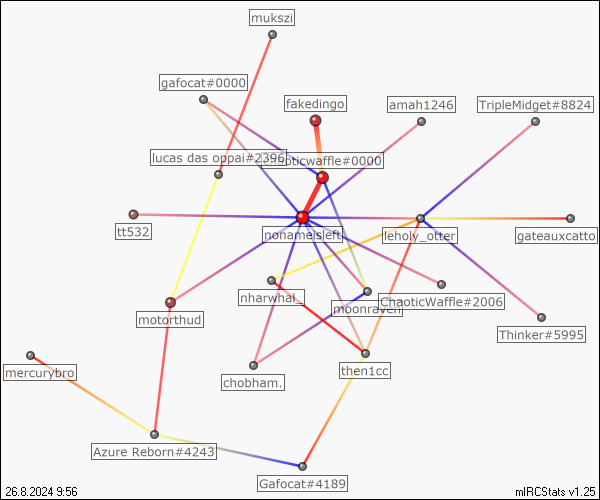 mukszi
gafocat#0000
fakedingo
amah1246
TripleMidget#8824
lucas das oppai#2396
oticwaffle#0000
tt532
nonameisleft
leholy_otter
gateauxcatto
nharwhal_
moonraven
ChaoticWaffle#2006
motorthud
Thinker#5995
mercurybro
chobham.
then1cc
Azure Reborn#4243
Gafocat#4189
26.8.2024 9:56
mIRCStats v1.25